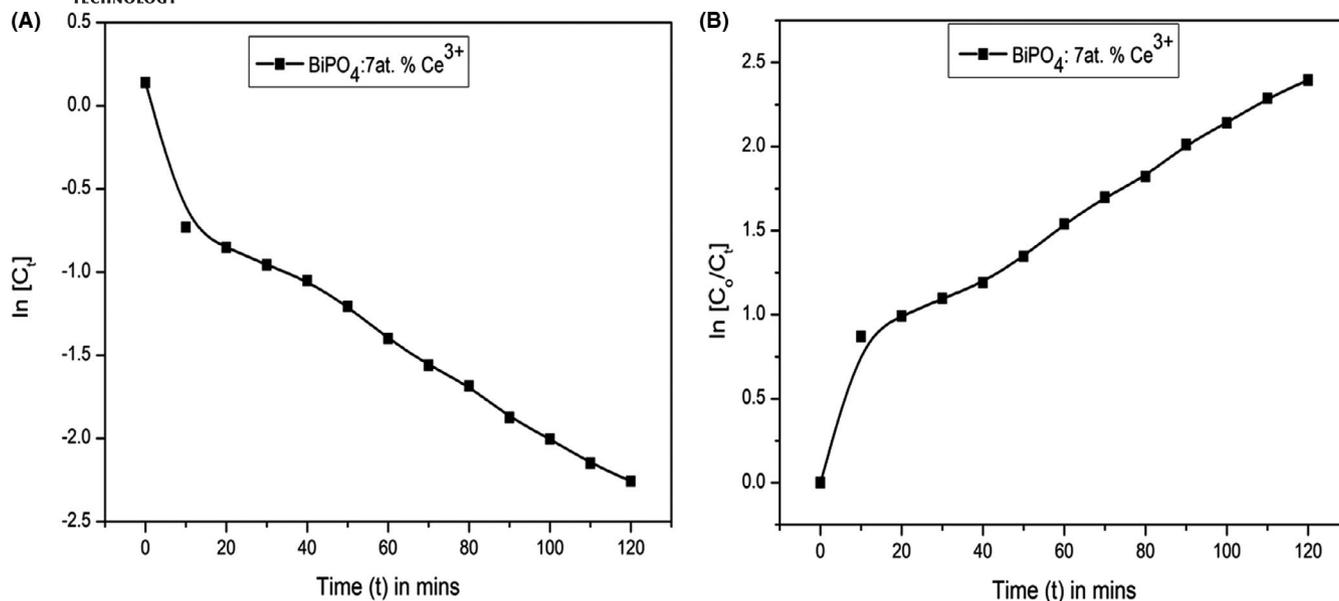 TECHNOLOGY
(A)
BiPO4:7at. % Ce3+
0.5
0.0
-0.5
-1.0
-1.5
-2.0
-2.5
ln [Ct]
0 20 40 60 80 100 120
Time (t) in mins
(B)
BiPO4: 7at. % Ce3+
2.5
2.0
1.5
1.0
0.5
0.0
ln [Co/Ct]
0 20 40 60 80 100 120
Time (t) in mins